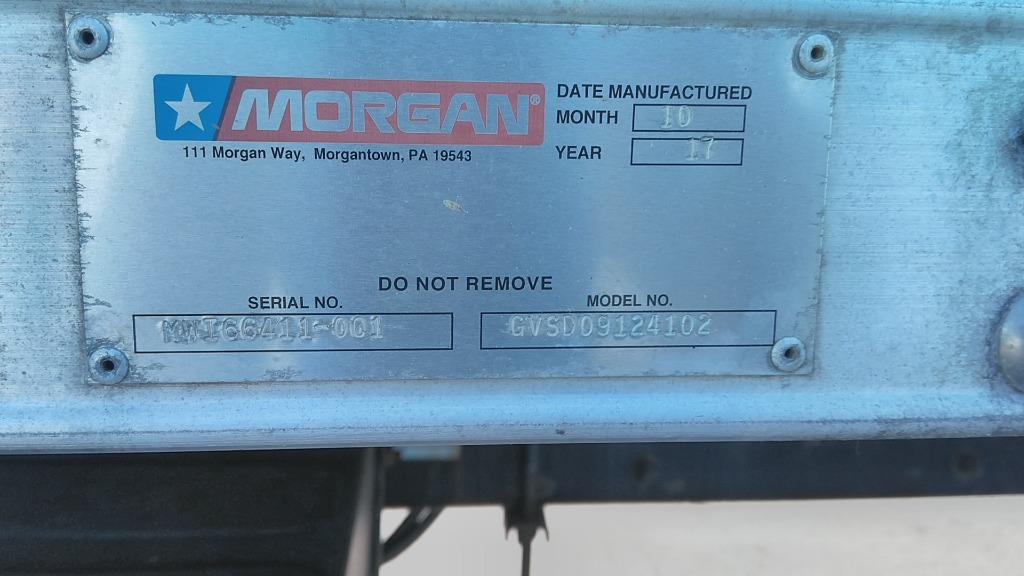 MORGAN®
111 Morgan Way, Morgantown, PA 19543
DATE MANUFACTURED
MONTH 10
YEAR 17
DO NOT REMOVE
SERIAL NO.
MWI66411-001
MODEL NO.
GVSD09124102